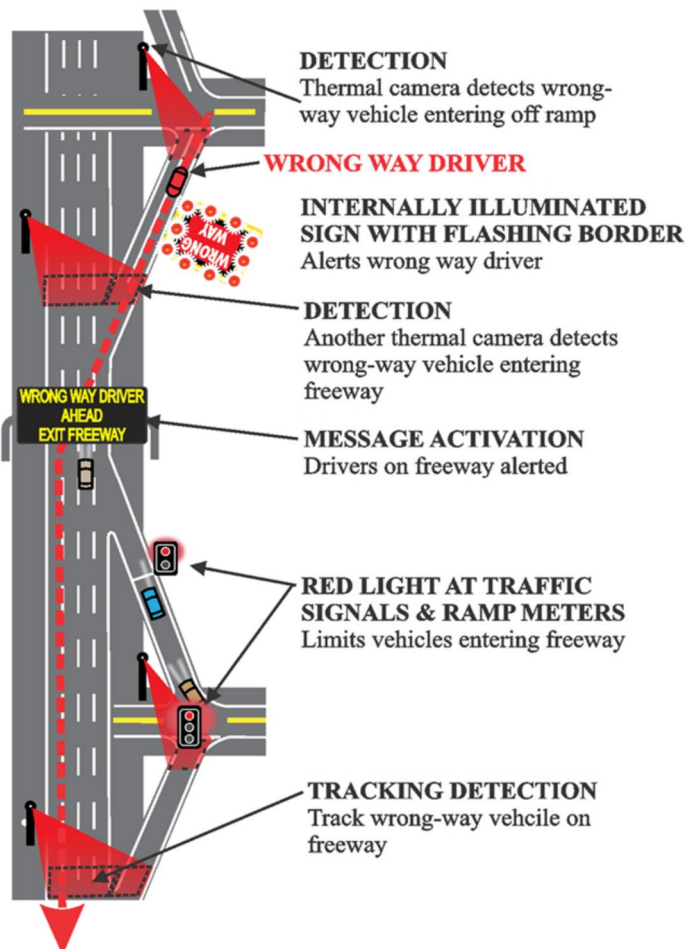 DETECTION
Thermal camera detects wrong-
way vehicle entering off ramp
WRONG WAY DRIVER
WRONG
WAY
INTERNALLY ILLUMINATED
SIGN WITH FLASHING BORDER
Alerts wrong way driver
DETECTION
Another thermal camera detects
wrong-way vehicle entering
freeway
WRONG WAY DRIVER
AHEAD
EXIT FREEWAY
MESSAGE ACTIVATION
Drivers on freeway alerted
RED LIGHT AT TRAFFIC
SIGNALS & RAMP METERS
Limits vehicles entering freeway
TRACKING DETECTION
Track wrong-way vehcile on
freeway